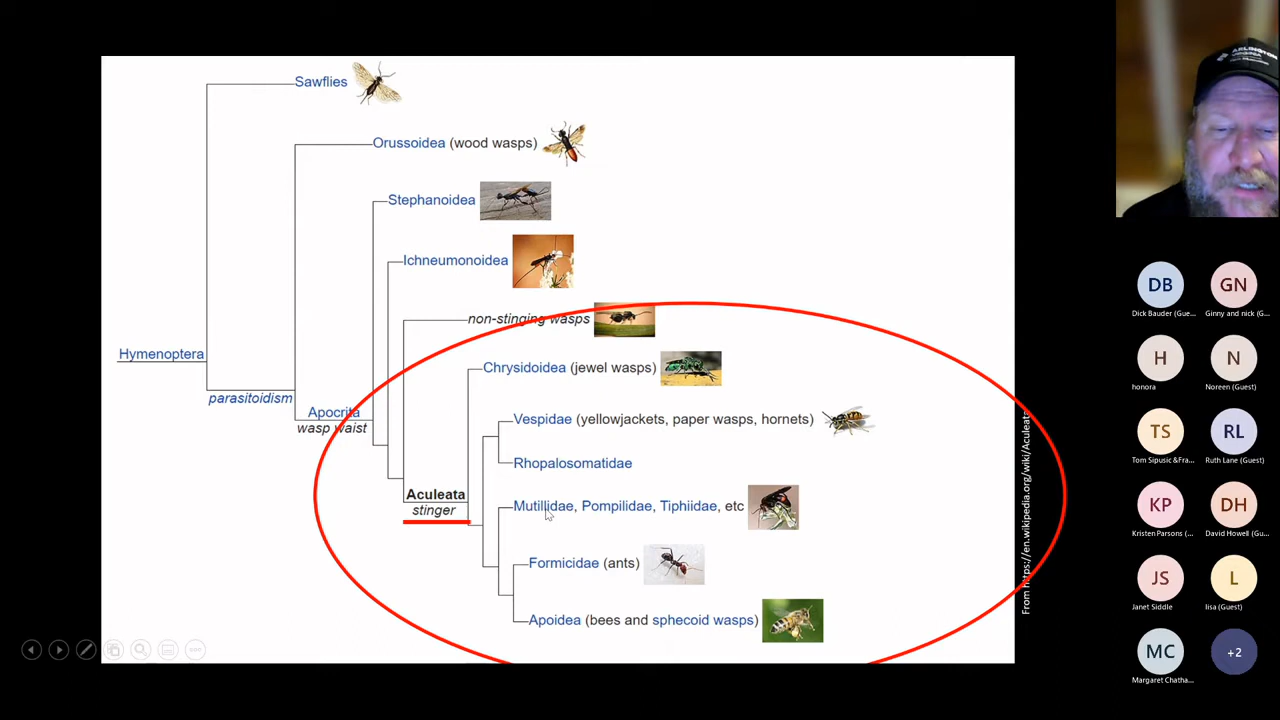 Sawflies
Orussoidea (wood wasps)
Stephanoidea
Ichneumonoidea
non-stinging wasps
Hymenoptera
Chrysidoidea (jewel wasps)
parasitoidism
Apocrita
wasp waist
Vespidae (yellowjackets, paper wasps, hornets)
Rhopalosomatidae
Aculeata
stinger
Mutillidae, Pompilidae, Tiphiidae, etc
Formicidae (ants)
Apoidea (bees and sphecoid wasps)
From https://en.wikipedia.org/wiki/Aculeata
ARLINGTON
VIRGINIA
DB
Dick Bauder (Gue...
GN
Ginny and nick (G...
H
honora
N
Noreen (Guest)
TS
Tom Sipusic &Fra...
RL
Ruth Lane (Guest)
KP
Kristen Parsons (...
DH
David Howell (Gu...
JS
Janet Siddle
L
lisa (Guest)
MC
Margaret Chatha...
+2